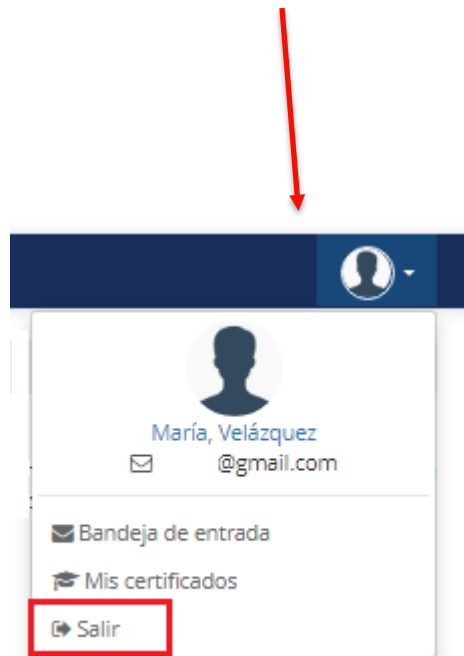 María, Velázquez
@gmail.com
Bandeja de entrada
Mis certificados
Salir